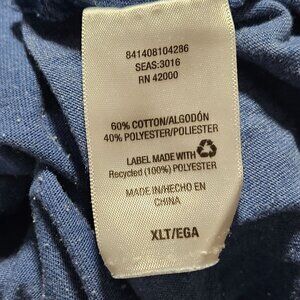 841408104286
SEAS:3016
RN 42000
60% COTTON/ALGODÓN
40% POLYESTER/POLIESTER
LABEL MADE WITH
Recycled (100%) POLYESTER
MADE IN/HECHO EN
CHINA
XLT/EGA